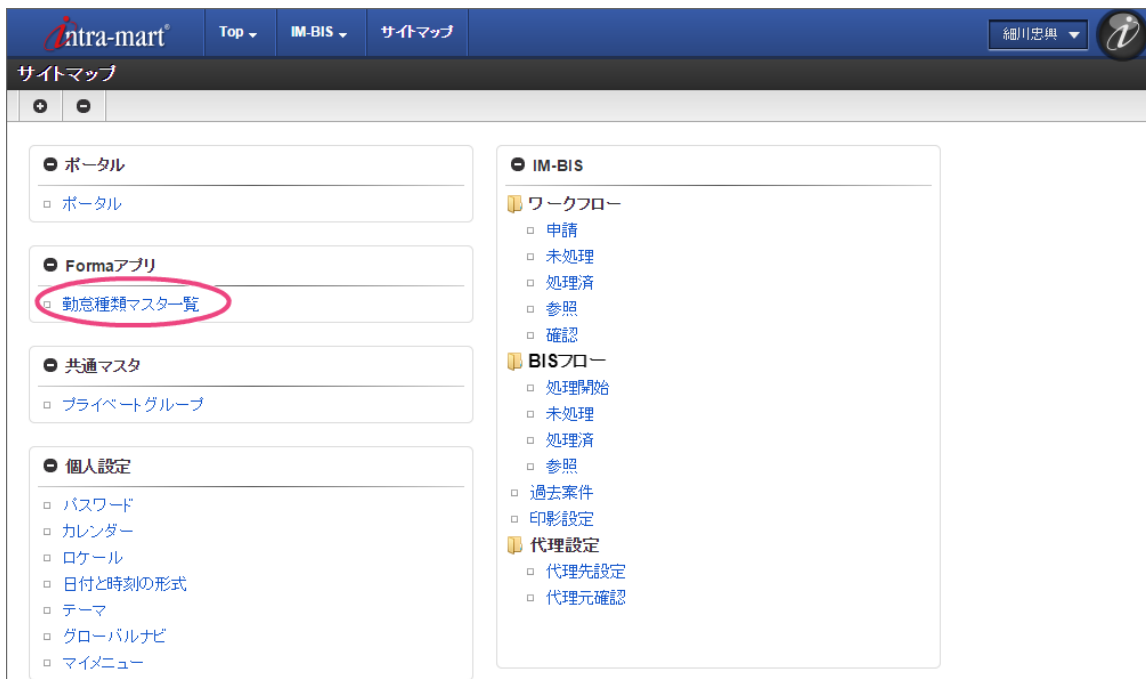 intra-mart® Top IM-BIS サイトマップ 細川忠興
サイトマップ
ポータル
ポータル
Formaアプリ
勤怠種類マスタ一覧
共通マスタ
プライベートグループ
個人設定
パスワード
カレンダー
ロケール
日付と時刻の形式
テーマ
グローバルナビ
マイメニュー
IM-BIS
ワークフロー
申請
未処理
処理済
参照
確認
BISフロー
処理開始
未処理
処理済
参照
過去案件
印影設定
代理設定
代理先設定
代理元確認